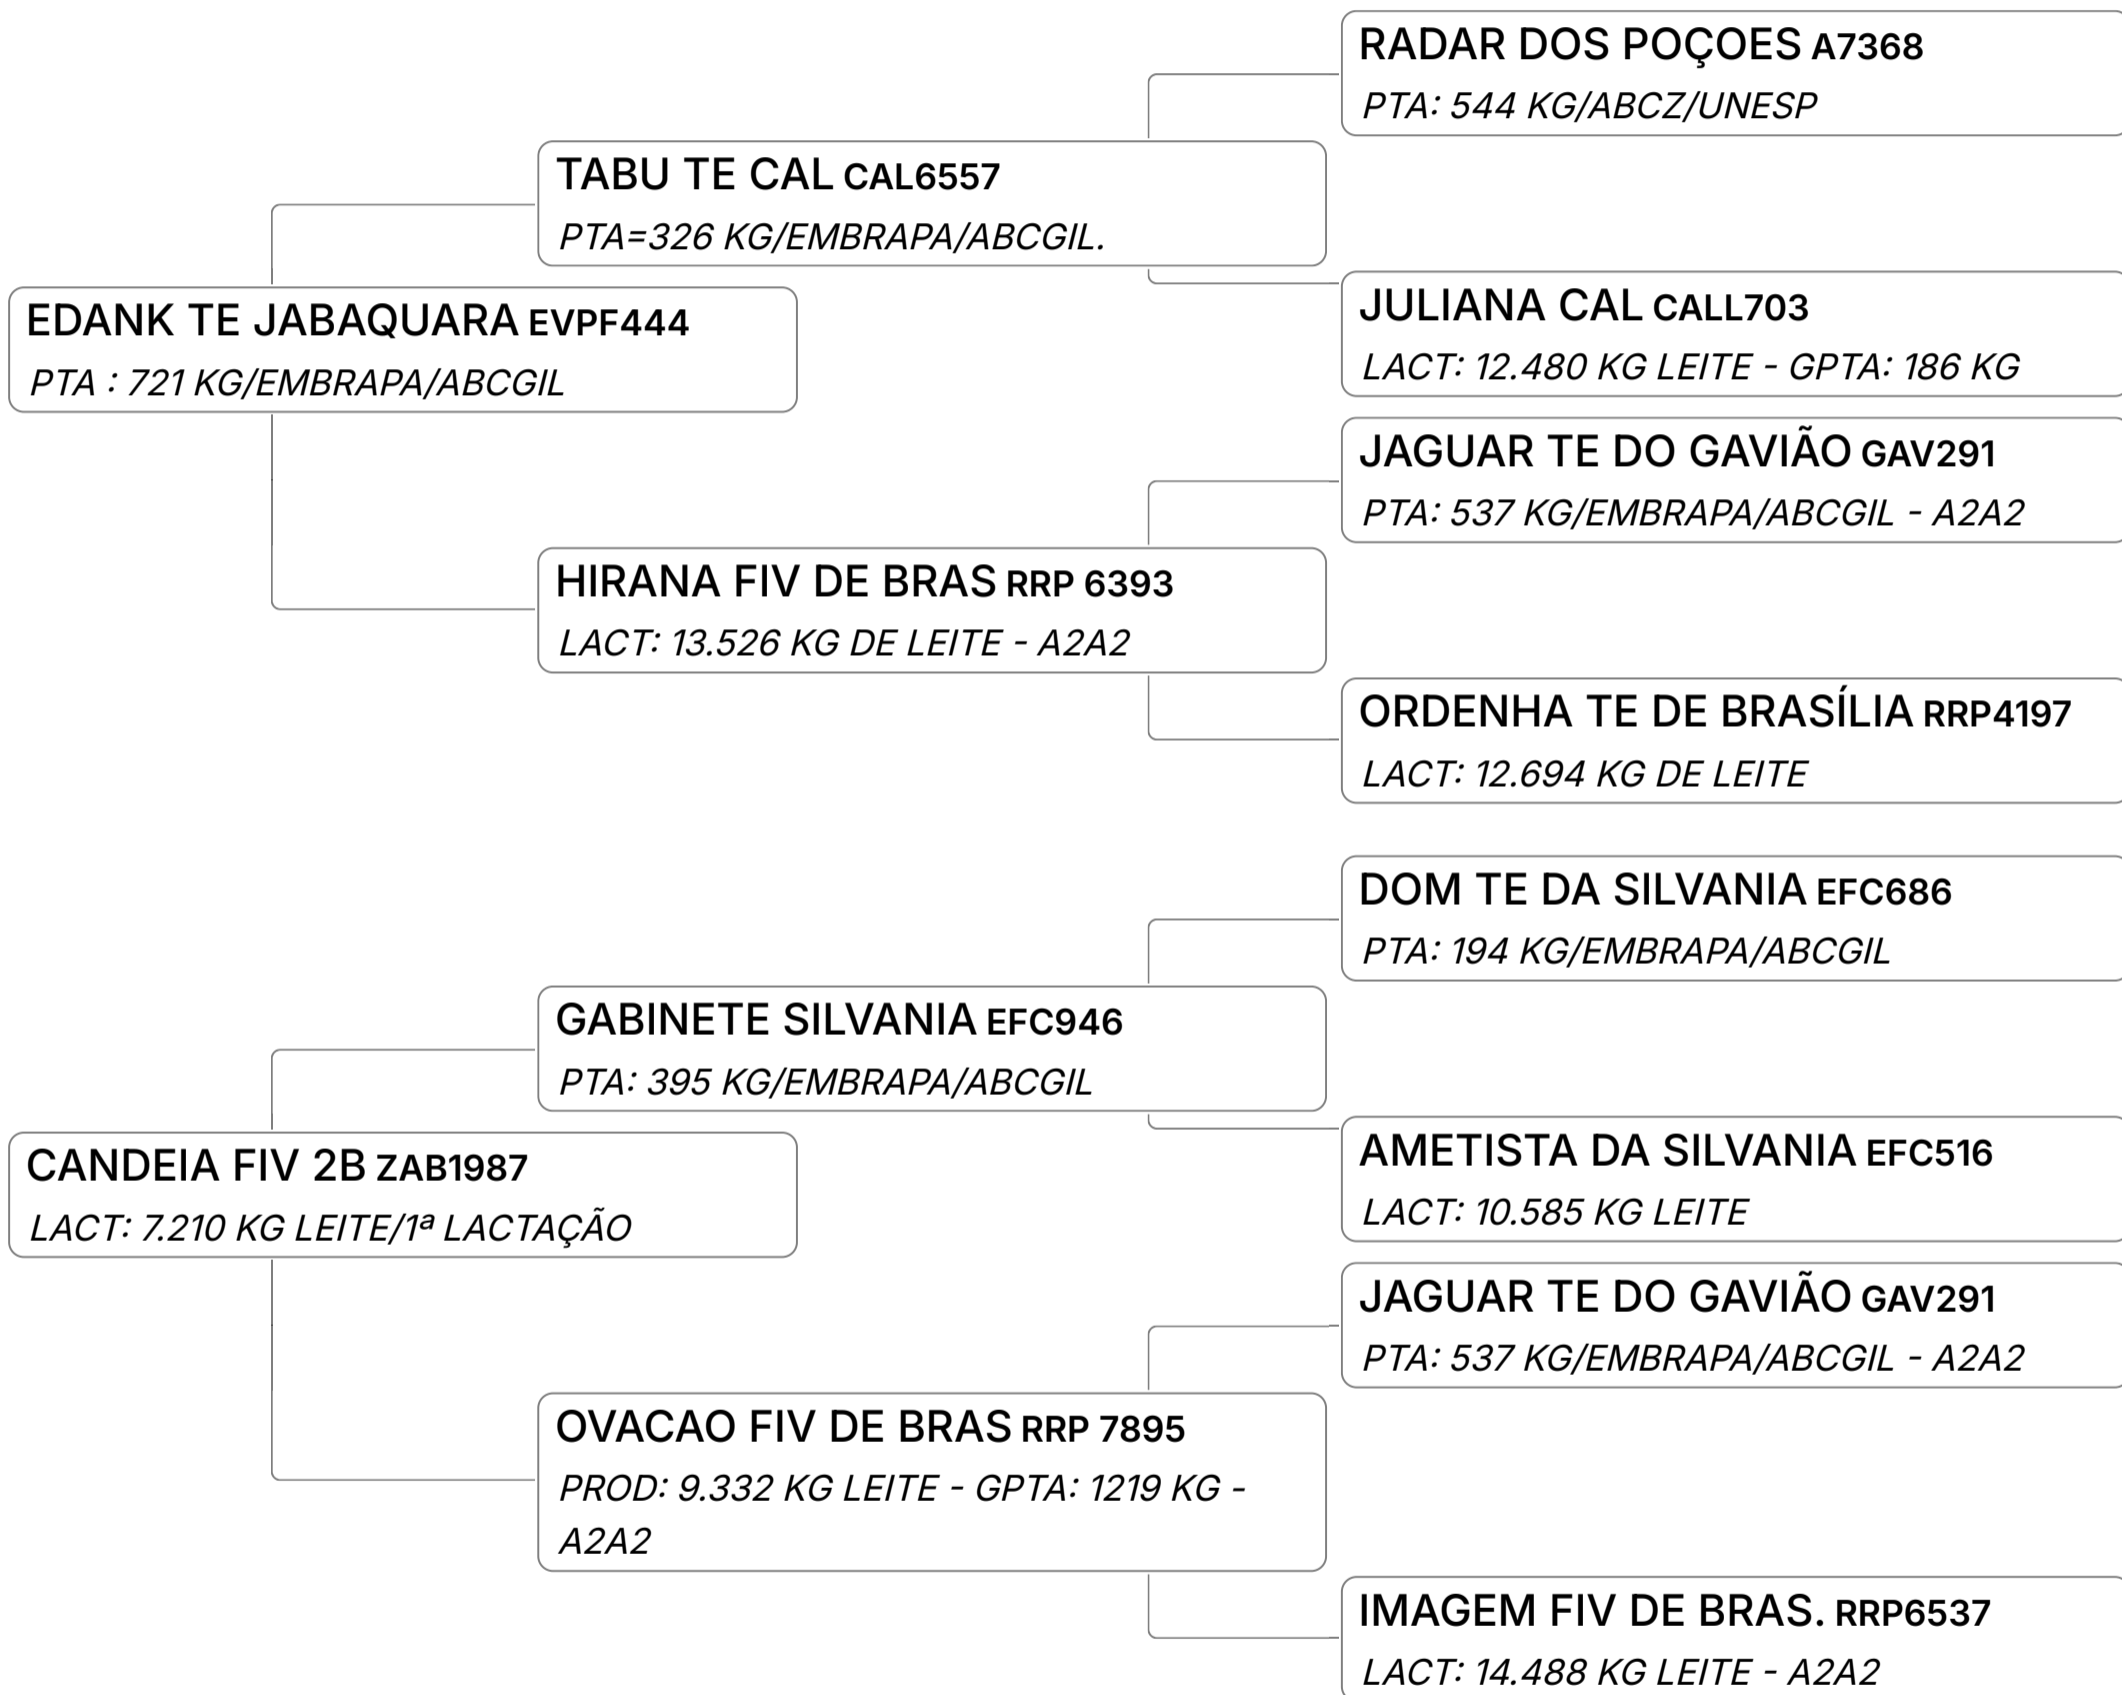 RADAR DOS POÇOES A7368
PTA: 544 KG/ABCZ/UNESP
TABU TE CAL CAL6557
PTA=326 KG/EMBRAPA/ABCGIL.
JULIANA CAL CALL703
LACT: 12.480 KG LEITE - GPTA: 186 KG
EDANK TE JABAQUARA EVPF444
PTA : 721 KG/EMBRAPA/ABCGIL
JAGUAR TE DO GAVIÃO GAV291
PTA: 537 KG/EMBRAPA/ABCGIL - A2A2
HIRANA FIV DE BRAS RRP 6393
LACT: 13.526 KG DE LEITE - A2A2
ORDENHA TE DE BRASÍLIA RRP4197
LACT: 12.694 KG DE LEITE
DOM TE DA SILVANIA EFC686
PTA: 194 KG/EMBRAPA/ABCGIL
GABINETE SILVANIA EFC946
PTA: 395 KG/EMBRAPA/ABCGIL
AMETISTA DA SILVANIA EFC516
LACT: 10.585 KG LEITE
CANDEIA FIV 2B ZAB1987
LACT: 7.210 KG LEITE/1ª LACTAÇÃO
JAGUAR TE DO GAVIÃO GAV291
PTA: 537 KG/EMBRAPA/ABCGIL - A2A2
OVACAO FIV DE BRAS RRP 7895
PROD: 9.332 KG LEITE - GPTA: 1219 KG -
A2A2
IMAGEM FIV DE BRAS. RRP6537
LACT: 14.488 KG LEITE - A2A2